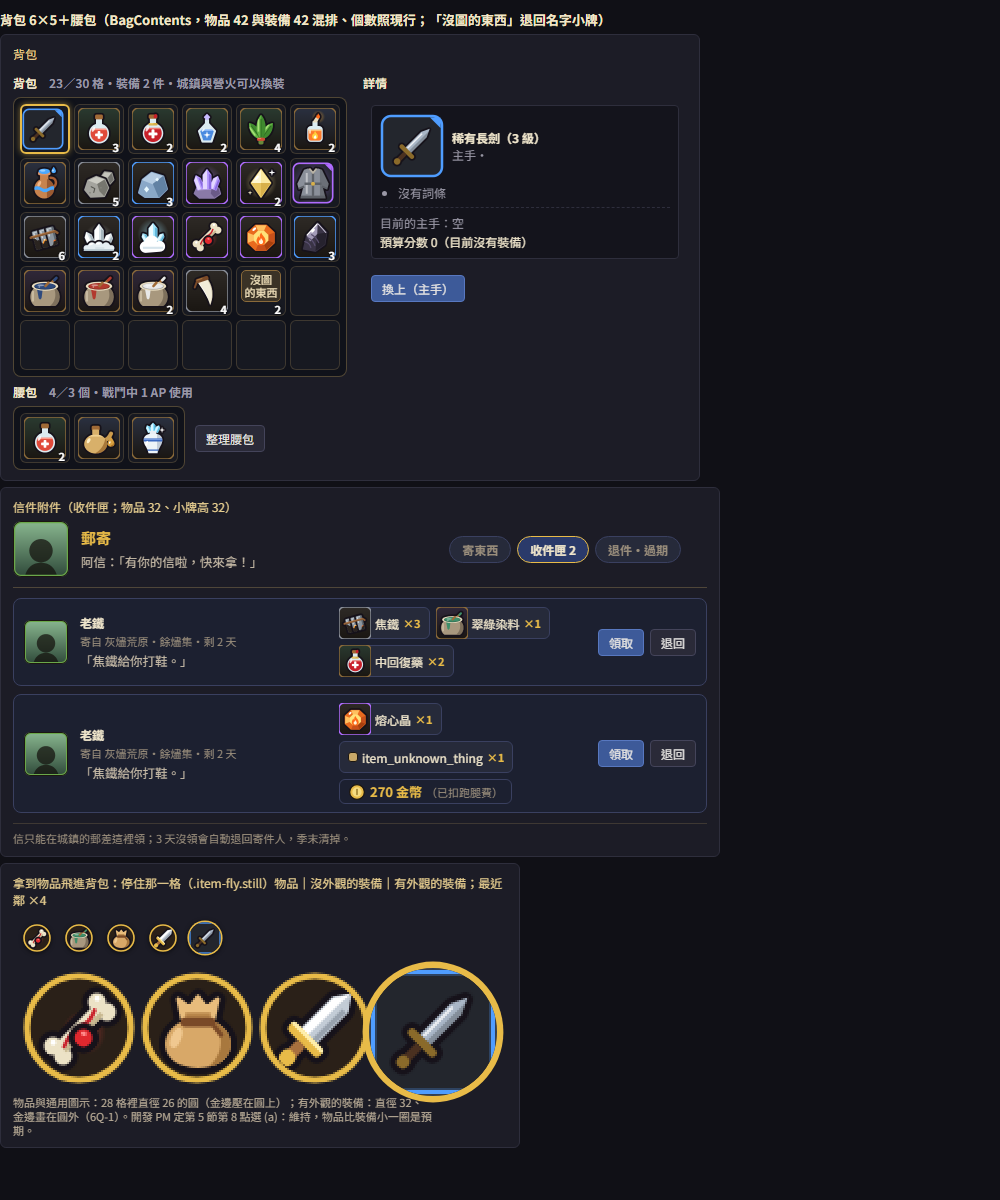 背包 6×5＋腰包（BagContents，物品 42 與裝備 42 混排、個數照現行；「沒圖的東西」退回名字小牌）
背包
背包 23／30 格・裝備 2 件・城鎮與營火可以換裝
3
2
2
4
2
5
3
2
6
2
3
2
4
沒圖
的東西
2
腰包 4／3 個・戰鬥中 1 AP 使用
2
整理腰包
詳情
稀有長劍（3 級）
主手・
沒有詞條
目前的主手：空
預算分數 0（目前沒有裝備）
換上（主手）
信件附件（收件匣；物品 32、小牌高 32）
郵寄
阿信：「有你的信啦，快來拿！」
寄東西
收件匣 2
退件・過期
老鐵
寄自 灰燼荒原・餘燼集・剩 2 天
「焦鐵給你打鞋。」
焦鐵 ×3
翠綠染料 ×1
中回復藥 ×2
領取
退回
老鐵
寄自 灰燼荒原・餘燼集・剩 2 天
「焦鐵給你打鞋。」
熔心晶 ×1
item_unknown_thing ×1
270 金幣 （已扣跑腿費）
領取
退回
信只能在城鎮的郵差這裡領；3 天沒領會自動退回寄件人，季末清掉。
拿到物品飛進背包：停住那一格（.item-fly.still）物品｜沒外觀的裝備｜有外觀的裝備；最近
鄰 ×4
物品與通用圖示：28 格裡直徑 26 的圓（金邊壓在圓上）；有外觀的裝備：直徑 32、
金邊畫在圓外（6Q-1）。開發 PM 定第 5 節第 8 點選 (a)：維持，物品比裝備小一圈是預
期。